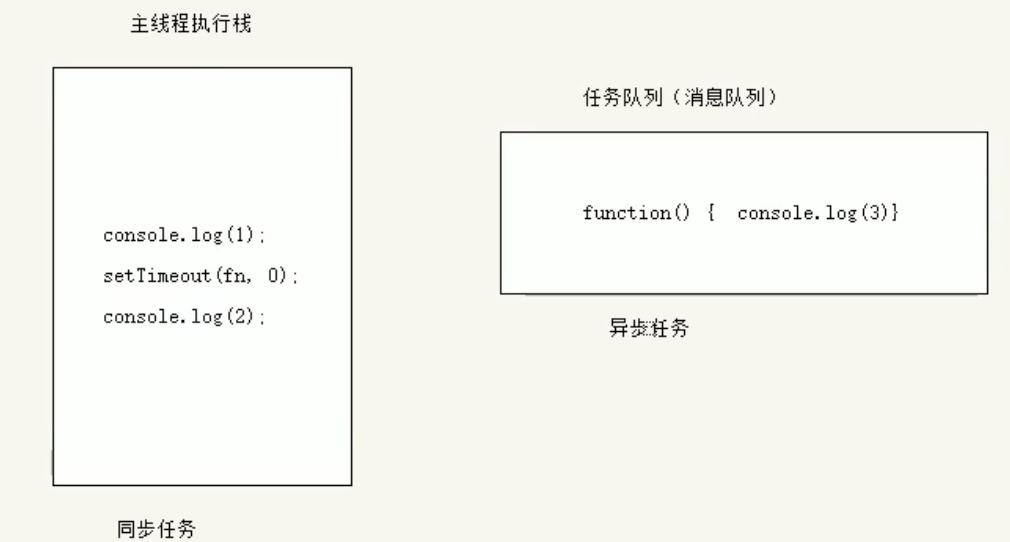 主线程执行栈
console.log(1);
setTimeout(fn, 0);
console.log(2);
同步任务
任务队列（消息队列）
function() {  console.log(3)}
异步任务